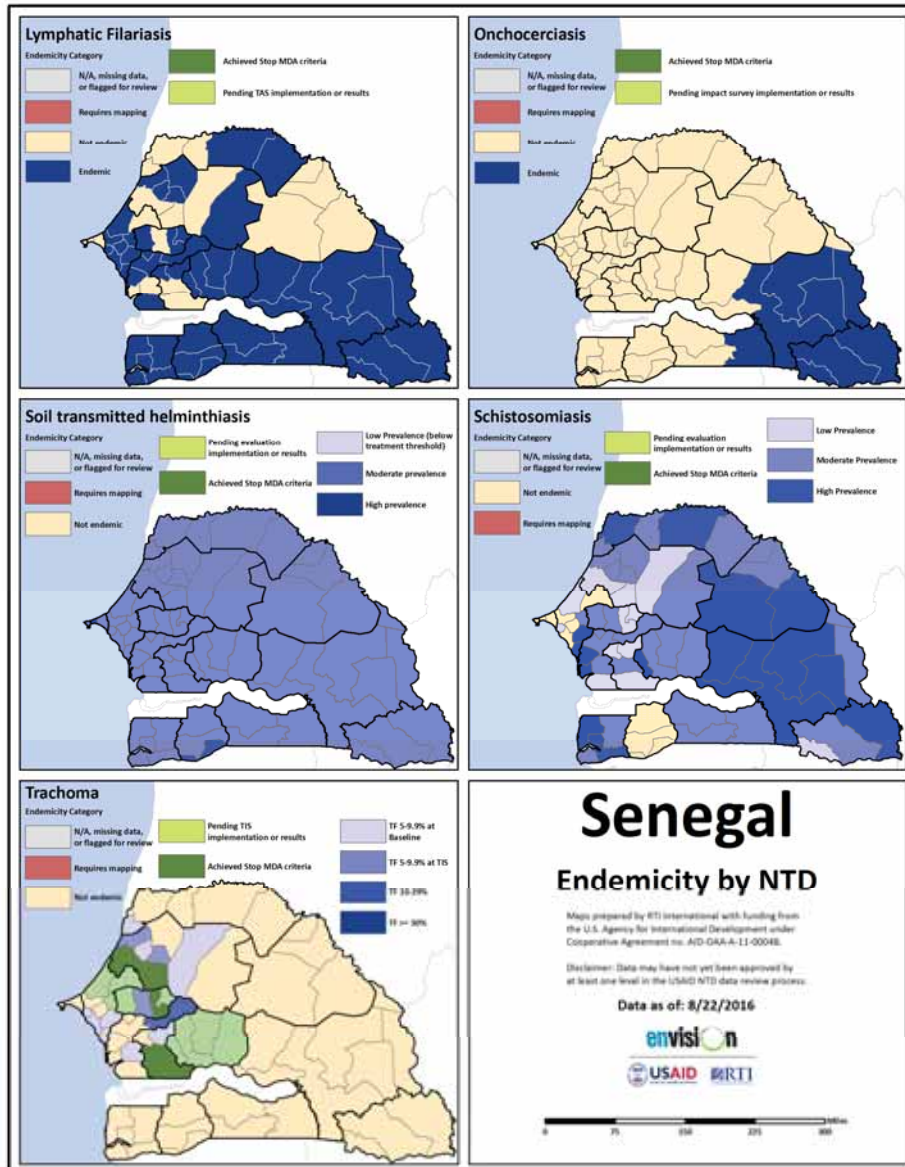 Lymphatic Filariasis
Endemicity Category
N/A, missing data,
or flagged for review
Requires mapping
Not endemic
Endemic
Achieved Stop MDA criteria
Pending TAS implementation or results
Onchocerciasis
Endemicity Category
N/A, missing data,
or flagged for review
Requires mapping
Not endemic
Endemic
Achieved Stop MDA criteria
Pending impact survey implementation or results
Soil transmitted helminthiasis
Endemicity Category
N/A, missing data,
or flagged for review
Requires mapping
Not endemic
Pending evaluation
implementation or results
Achieved Stop MDA criteria
Low Prevalence (below
treatment threshold)
Moderate prevalence
High prevalence
Schistosomiasis
Endemicity Category
N/A, missing data,
or flagged for review
Not endemic
Requires mapping
Pending evaluation
implementation or results
Achieved Stop MDA criteria
Low Prevalence
Moderate Prevalence
High Prevalence
Trachoma
Endemicity Category
N/A, missing data,
or flagged for review
Requires mapping
Not endemic
Pending TIS
implementation or results
Achieved Stop MDA criteria
TF 5-9.9% at
Baseline
TF 5-9.9% at TIS
TF 10-29%
TF >= 30%
Senegal
Endemicity by NTD
Maps prepared by RTI International with funding from
the U.S. Agency for International Development under
Cooperative Agreement no. AID-OAA-A-11-00048.
Disclaimer: Data may have not yet been approved by
at least one level in the USAID NTD data review process.
Data as of: 8/22/2016
envision
USAID RTI
Miles
0 75 150 225 300